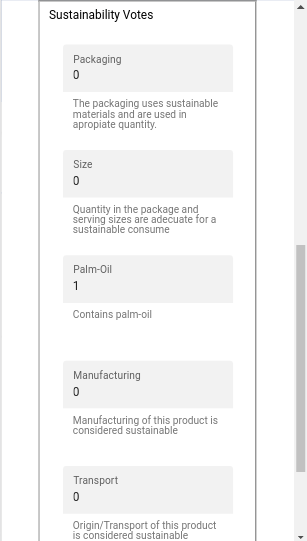 Sustainability Votes
Packaging
0
The packaging uses sustainable
materials and are used in
apropiate quantity.
Size
0
Quantity in the package and
serving sizes are adequate for a
sustainable consume
Palm-Oil
1
Contains palm-oil
Manufacturing
0
Manufacturing of this product is
considered sustainable
Transport
0
Origin/Transport of this product
is considered sustainable